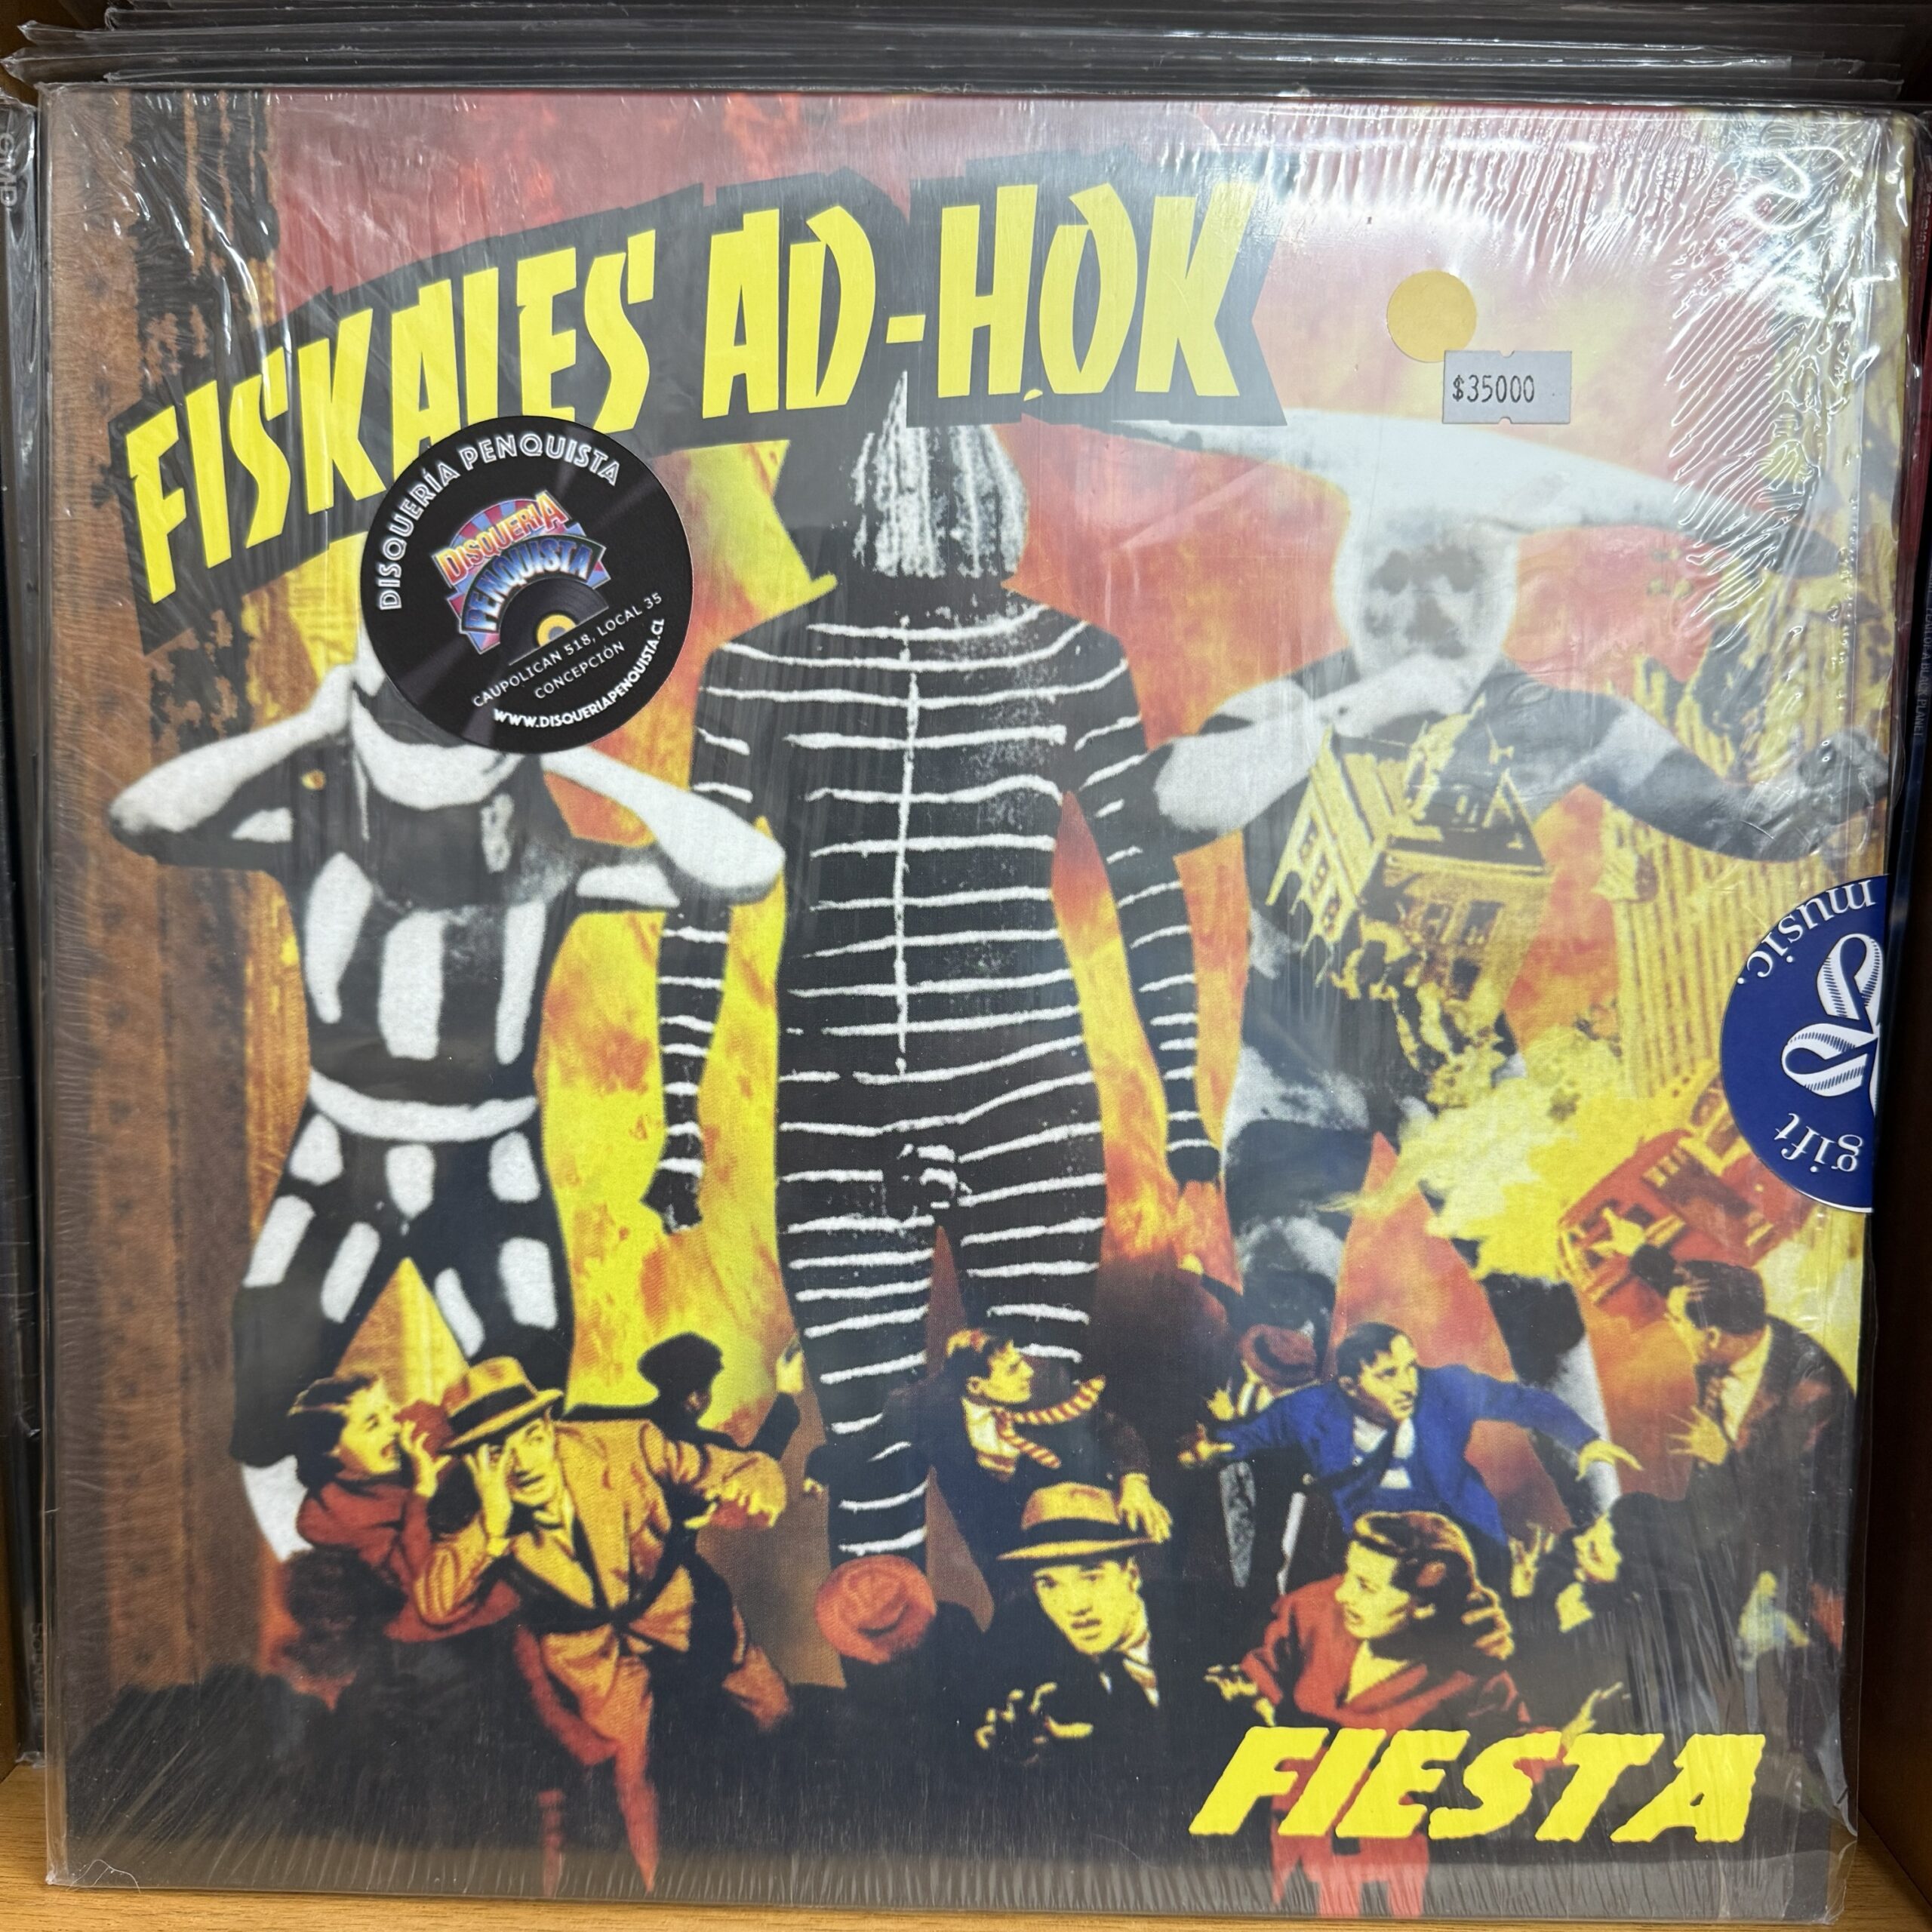 FISKALES AD-HOK
$35000
DISQUERÍA PENQUISTA
DISQUERIA
PENQUISTA
CAUPOLICAN 518, LOCAL 35
CONCEPCIÓN
WWW.DISQUERIAPENQUISTA.CL
music.
gift
FIESTA